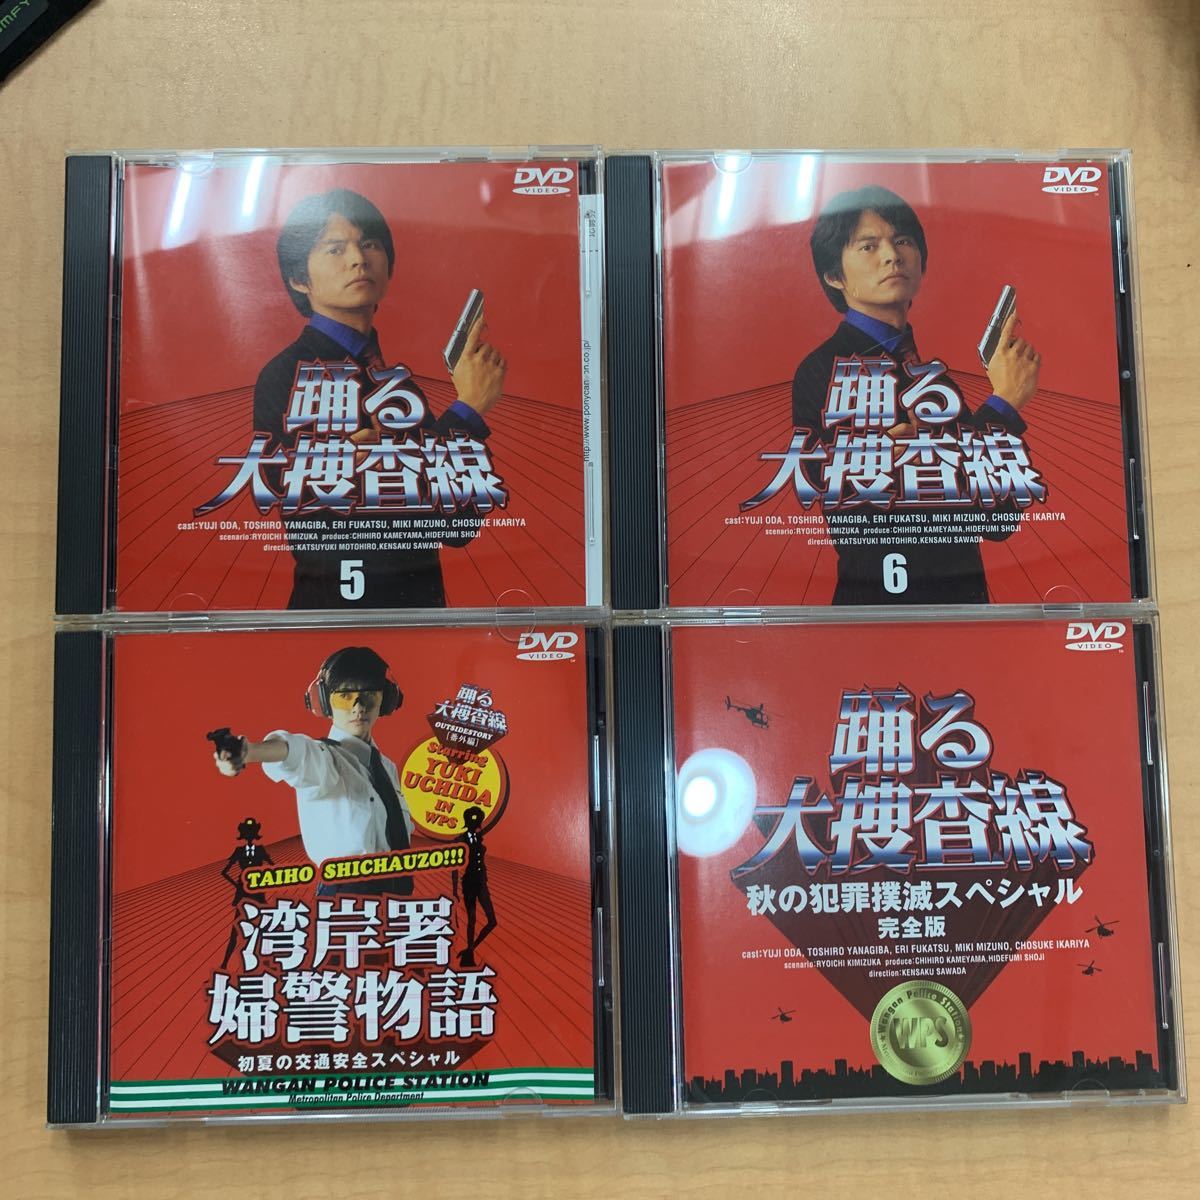 DVD
VIDEO
踊る
大捜査線
cast:YUJI ODA, TOSHIRO YANAGIBA, ERI FUKATSU, MIKI MIZUNO, CHOSUKE IKARIYA
scenario:RYOICHI KIMIZUKA produce:CHIHIRO KAMEYAMA,HIDEFUMI SHOJI
direction:KATSUYUKI MOTOHIRO,KENSAKU SAWADA
5
DVD
VIDEO
踊る
大捜査線
cast:YUJI ODA, TOSHIRO YANAGIBA, ERI FUKATSU, MIKI MIZUNO, CHOSUKE IKARIYA
scenario:RYOICHI KIMIZUKA produce:CHIHIRO KAMEYAMA,HIDEFUMI SHOJI
direction:KATSUYUKI MOTOHIRO,KENSAKU SAWADA
6
DVD
VIDEO
踊る
大捜査線
OUTSIDESTORY
[番外編]
Starring
YUKI
UCHIDA
IN
WPS
TAIHO SHICHAUZO!!!
湾岸署
婦警物語
初夏の交通安全スペシャル
WANGAN POLICE STATION
Metropolitan Police Department
DVD
VIDEO
踊る
大捜査線
秋の犯罪撲滅スペシャル
完全版
cast:YUJI ODA, TOSHIRO YANAGIBA, ERI FUKATSU, MIKI MIZUNO, CHOSUKE IKARIYA
scenario:RYOICHI KIMIZUKA produce:CHIHIRO KAMEYAMA,HIDEFUMI SHOJI
direction:KENSAKU SAWADA
Wangan Police Station
WPS